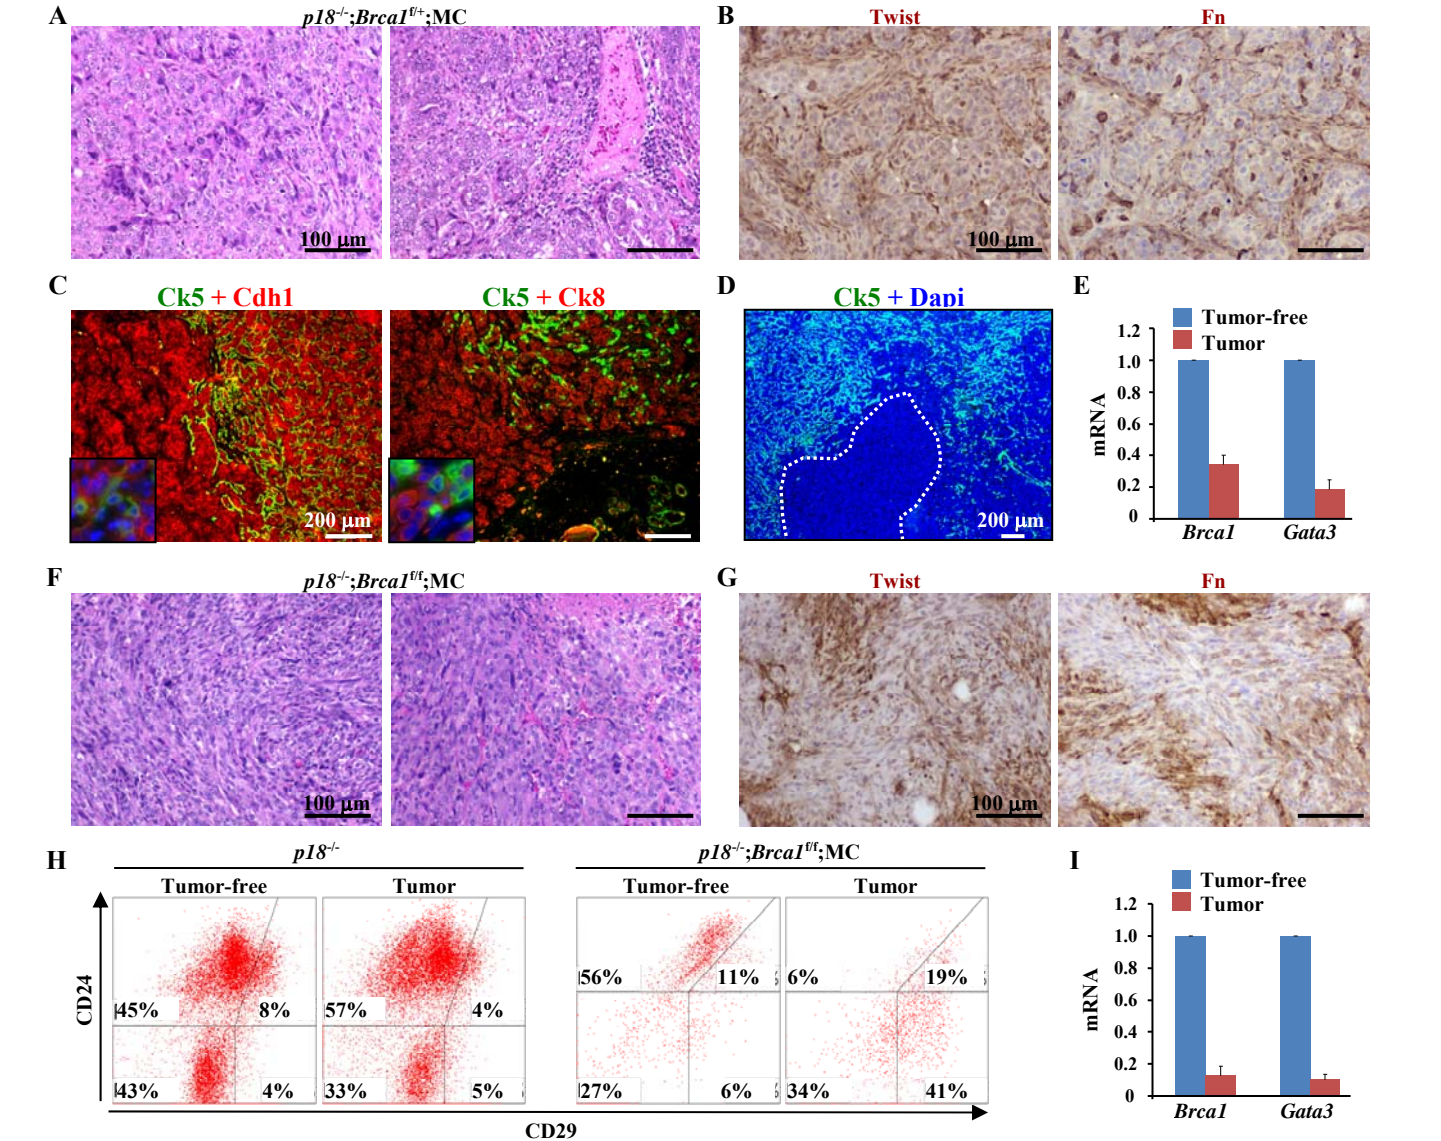 A
p18-/-;Brca1f/+;MC
100 μm
B
Twist
Fn
100 μm
C
Ck5 + Cdh1
Ck5 + Ck8
200 μm
D
Ck5 + Dapi
200 μm
E
Tumor-free
Tumor
mRNA
1.2
1.0
0.8
0.6
0.4
0.2
0
Brca1
Gata3
F
p18-/-;Brca1f/f;MC
100 μm
G
Twist
Fn
100 μm
H
p18-/-
p18-/-;Brca1f/f;MC
Tumor-free
Tumor
Tumor-free
Tumor
CD24
45%
8%
43%
4%
57%
4%
33%
5%
56%
11%
27%
6%
6%
19%
34%
41%
CD29
I
Tumor-free
Tumor
mRNA
1.2
1.0
0.8
0.6
0.4
0.2
0
Brca1
Gata3